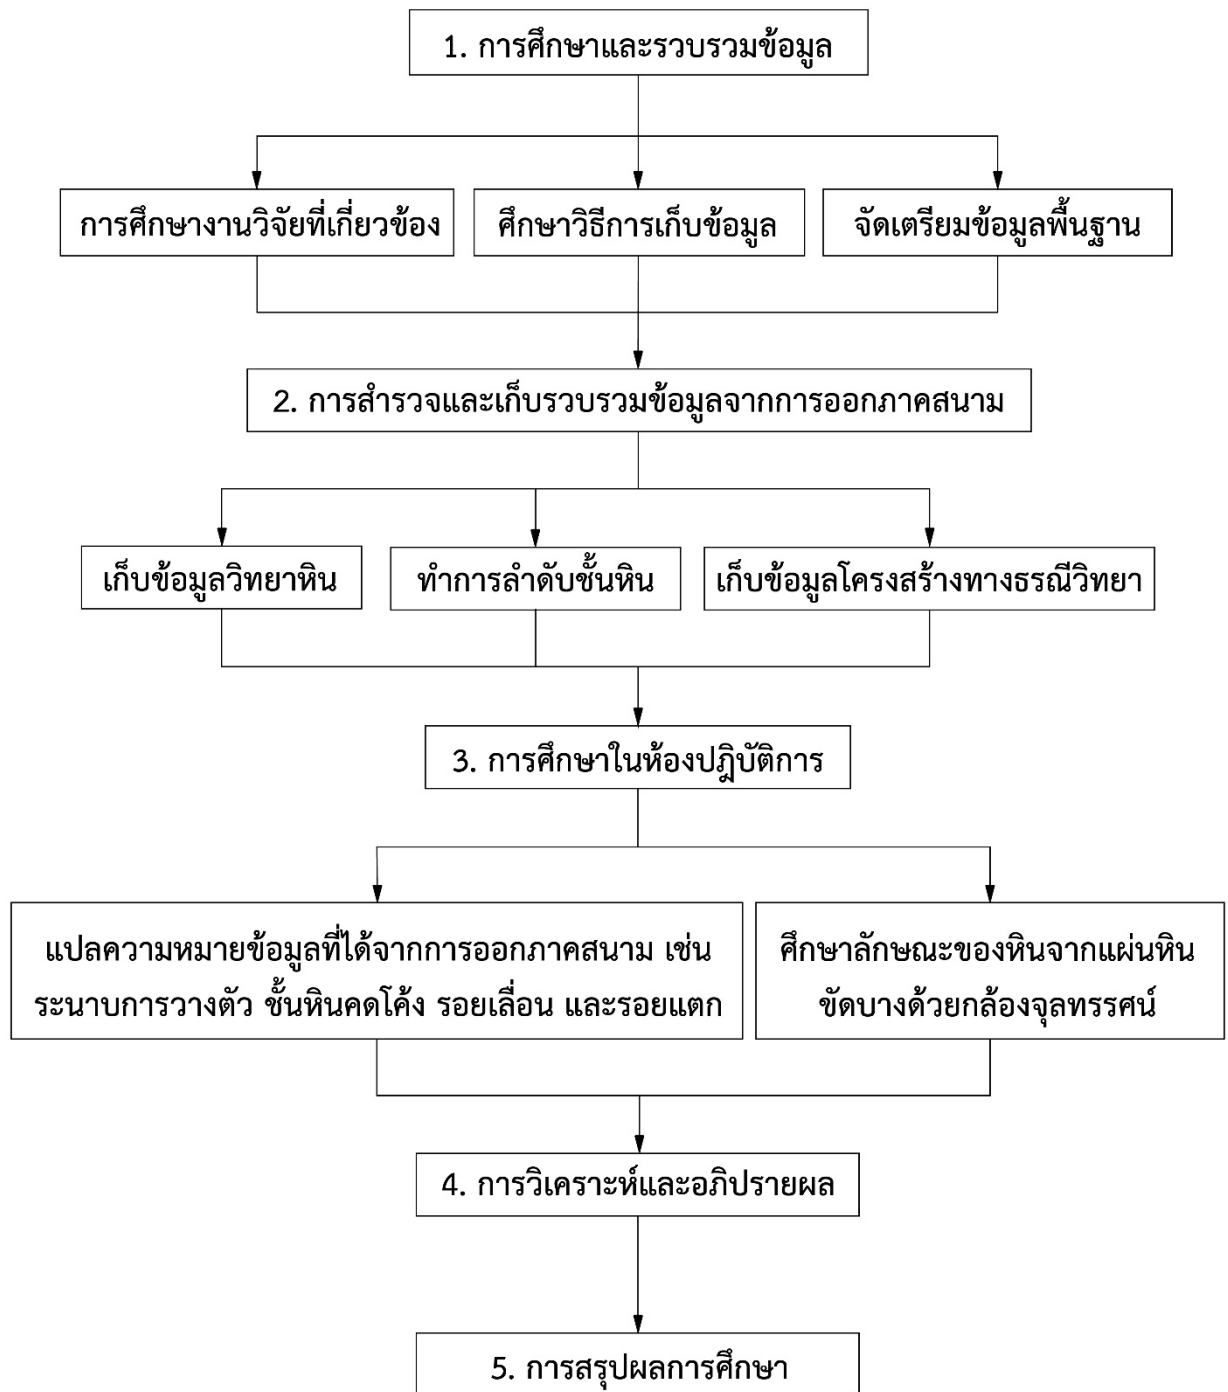 1. การศึกษาและรวบรวมข้อมูล
การศึกษางานวิจัยที่เกี่ยวข้อง
ศึกษาวิธีการเก็บข้อมูล
จัดเตรียมข้อมูลพื้นฐาน
2. การสำรวจและเก็บรวบรวมข้อมูลจากการออกภาคสนาม
เก็บข้อมูลวิทยาหิน
ทำการลำดับชั้นหิน
เก็บข้อมูลโครงสร้างทางธรณีวิทยา
3. การศึกษาในห้องปฎิบัติการ
แปลความหมายข้อมูลที่ได้จากการออกภาคสนาม เช่น
ระนาบการวางตัว ชั้นหินคดโค้ง รอยเลื่อน และรอยแตก
ศึกษาลักษณะของหินจากแผ่นหิน
ขัดบางด้วยกล้องจุลทรรศน์
4. การวิเคราะห์และอภิปรายผล
5. การสรุปผลการศึกษา